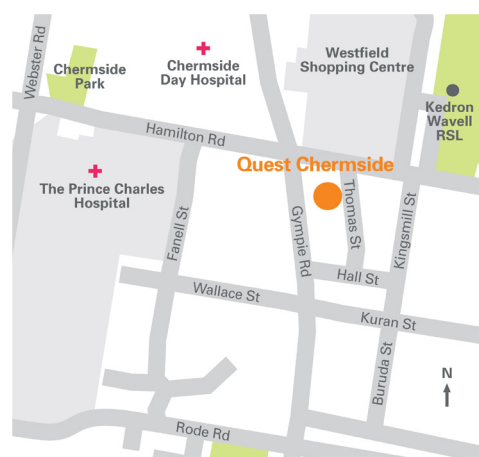 Webster Rd
Chermside
Park
Chermside
Day Hospital
Westfield
Shopping Centre
Kedron
Wavell
RSL
Hamilton Rd
Quest Chermside
The Prince Charles
Hospital
Fanell St
Gympie Rd
Thomas St
Kingsmill St
Hall St
Wallace St
Kuran St
Buruda St
N
Rode Rd